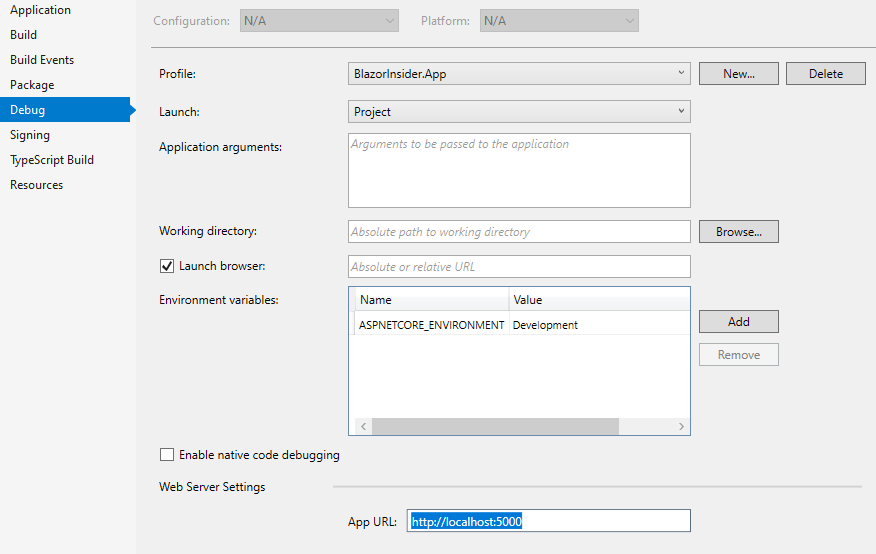 Application
Build
Build Events
Package
Debug
Signing
TypeScript Build
Resources
Configuration: N/A Platform: N/A
Profile: BlazorInsider.App New... Delete
Launch: Project
Application arguments: Arguments to be passed to the application
Working directory: Absolute path to working directory Browse...
Launch browser: Absolute or relative URL
Environment variables: Name Value
ASPNETCORE_ENVIRONMENT Development
Add
Remove
Enable native code debugging
Web Server Settings
App URL: http://localhost:5000